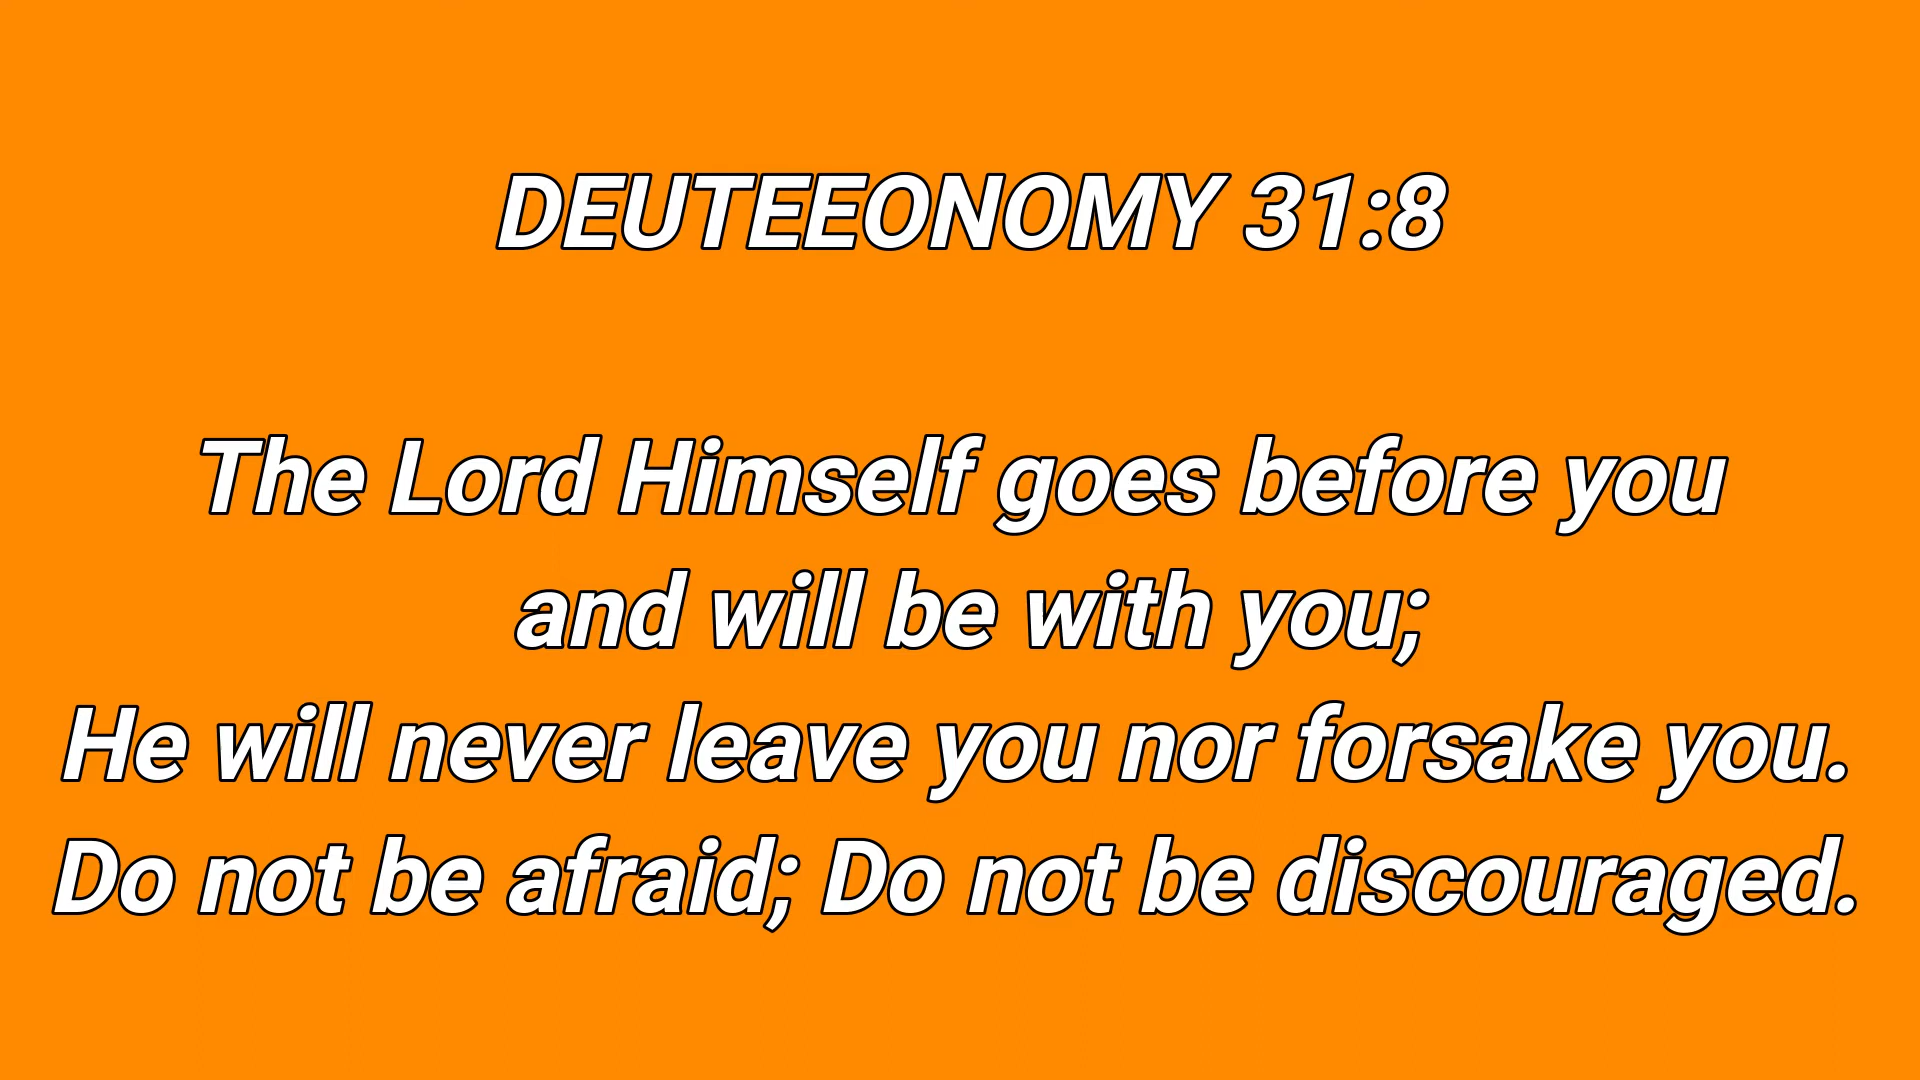 DEUTEEONOMY 31:8
The Lord Himself goes before you
and will be with you;
He will never leave you nor forsake you.
Do not be afraid; Do not be discouraged.